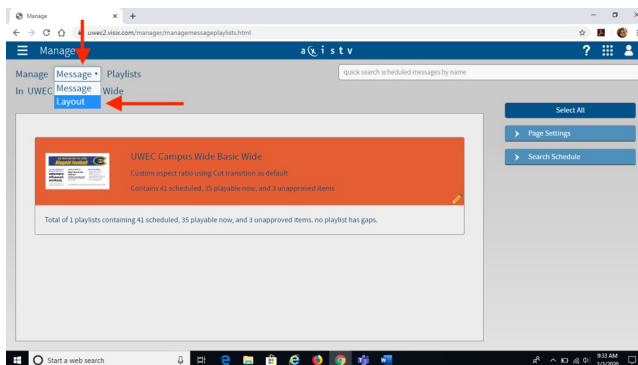 Manage
uwec2.visix.com/manager/managemessageplaylists.html
Manage
axistv
?
Manage Message Playlists
quick search scheduled messages by name
In UWEC Wide
Message
Layout
Select All
Page Settings
Search Schedule
UWEC Campus Wide Basic Wide
Custom aspect ratio using Cut transition as default
Contains 41 scheduled, 35 playable now, and 3 unapproved items
Total of 1 playlists containing 41 scheduled, 35 playable now, and 3 unapproved items. no playlist has gaps.
Start a web search
9:33 AM
3/3/2020